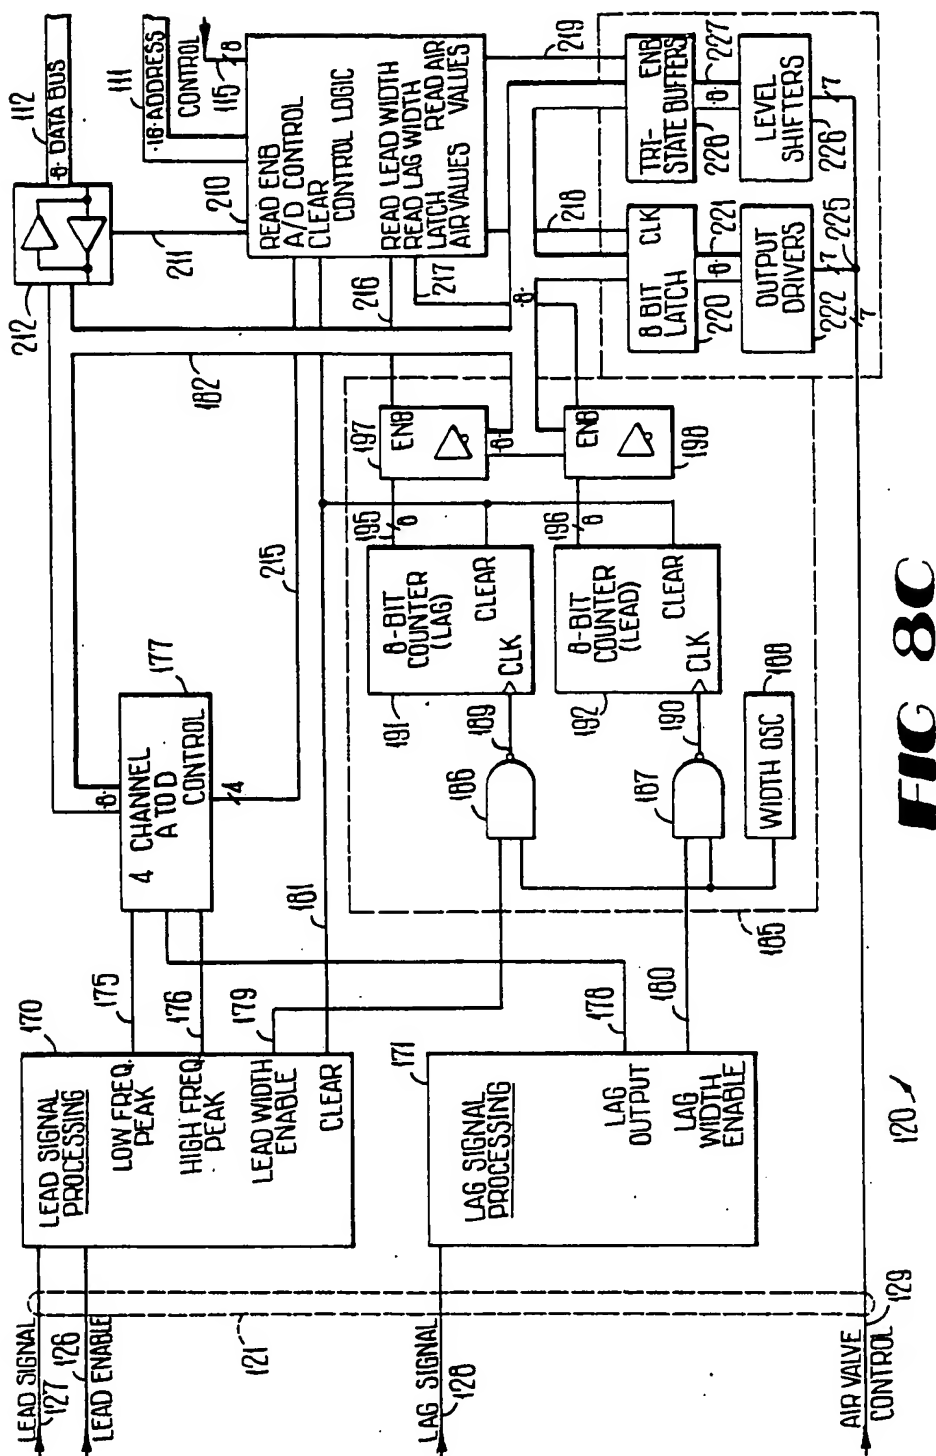 LEAD SIGNAL
127
126
LEAD ENABLE
121
LAG SIGNAL
128
AIR VALVE
CONTROL
129
120
170
LEAD SIGNAL
PROCESSING
LOW FREQ.
PEAK
HIGH FREQ.
PEAK
LEAD WIDTH
ENABLE
CLEAR
171
LAG SIGNAL
PROCESSING
LAG
OUTPUT
LAG
WIDTH
ENABLE
175
176
179
181
178
180
185
177
4 CHANNEL
A TO D
CONTROL
8
4
215
186
187
188
WIDTH OSC
189
190
191
8-BIT
COUNTER
(LAG)
CLEAR
CLK
192
8-BIT
COUNTER
(LEAD)
CLEAR
CLK
195
8
196
8
197
ENB
8
198
ENB
182
216
217
8
212
112
8 DATA BUS
211
111
16 ADDRESS
CONTROL
115
8
210
READ ENB
A/D CONTROL
CLEAR
CONTROL LOGIC
READ LEAD WIDTH
READ LAG WIDTH
LATCH READ AIR
AIR VALUES VALUES
218
219
8 BIT
LATCH
CLK
220
8
221
OUTPUT
DRIVERS
222
7
225
7
TRI-
STATE BUFFERS
ENB
228
8
227
LEVEL
SHIFTERS
226
7
FIG 8C